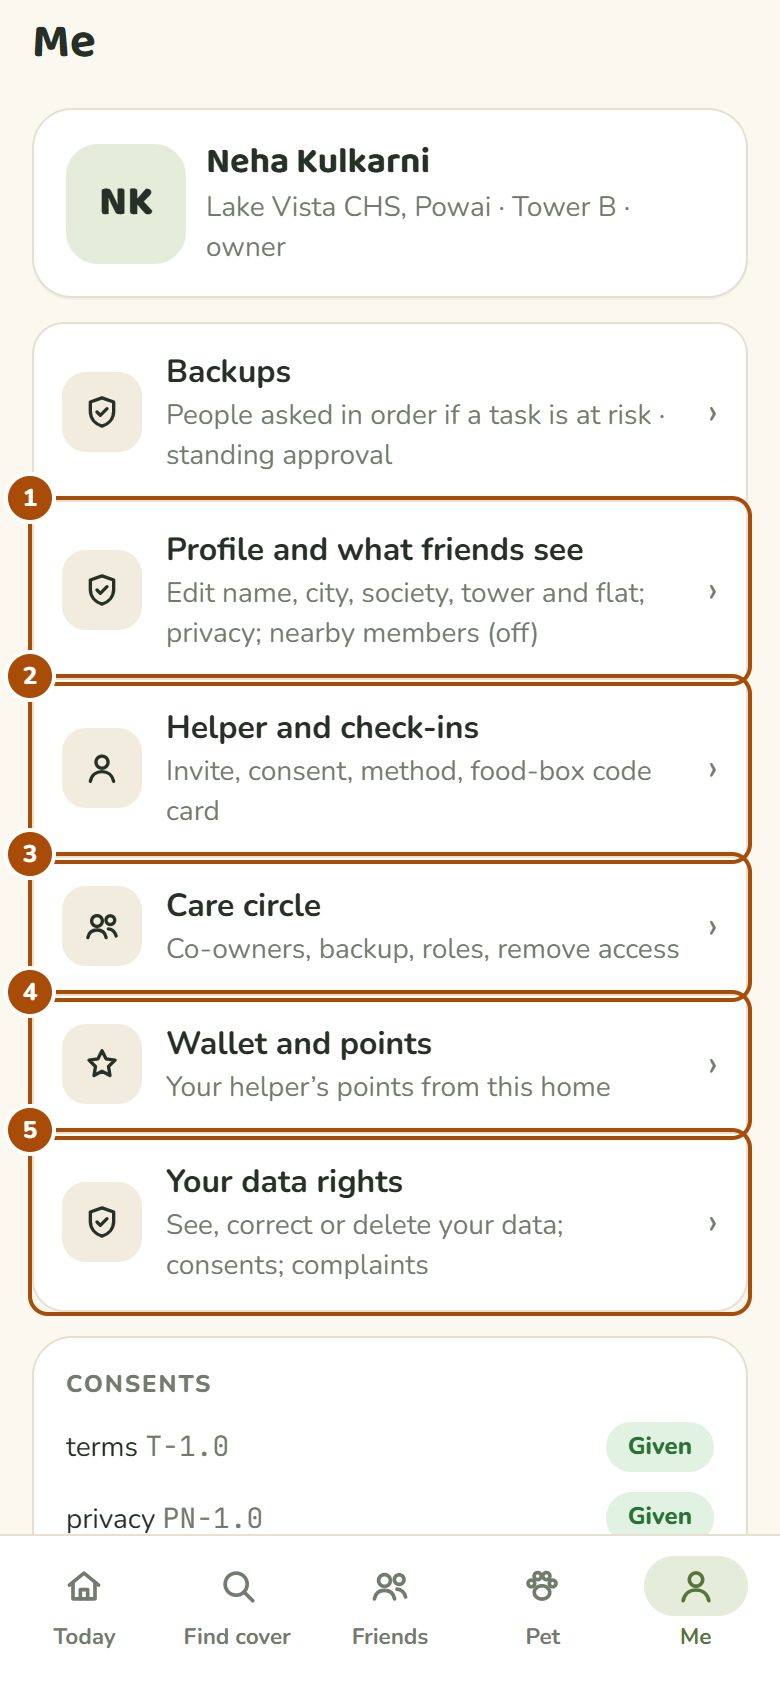 Me
NK
Neha Kulkarni
Lake Vista CHS, Powai · Tower B ·
owner
Backups
People asked in order if a task is at risk ·
standing approval
1
Profile and what friends see
Edit name, city, society, tower and flat;
privacy; nearby members (off)
2
Helper and check-ins
Invite, consent, method, food-box code
card
3
Care circle
Co-owners, backup, roles, remove access
4
Wallet and points
Your helper’s points from this home
5
Your data rights
See, correct or delete your data;
consents; complaints
CONSENTS
terms T-1.0 Given
privacy PN-1.0 Given
Today Find cover Friends Pet Me